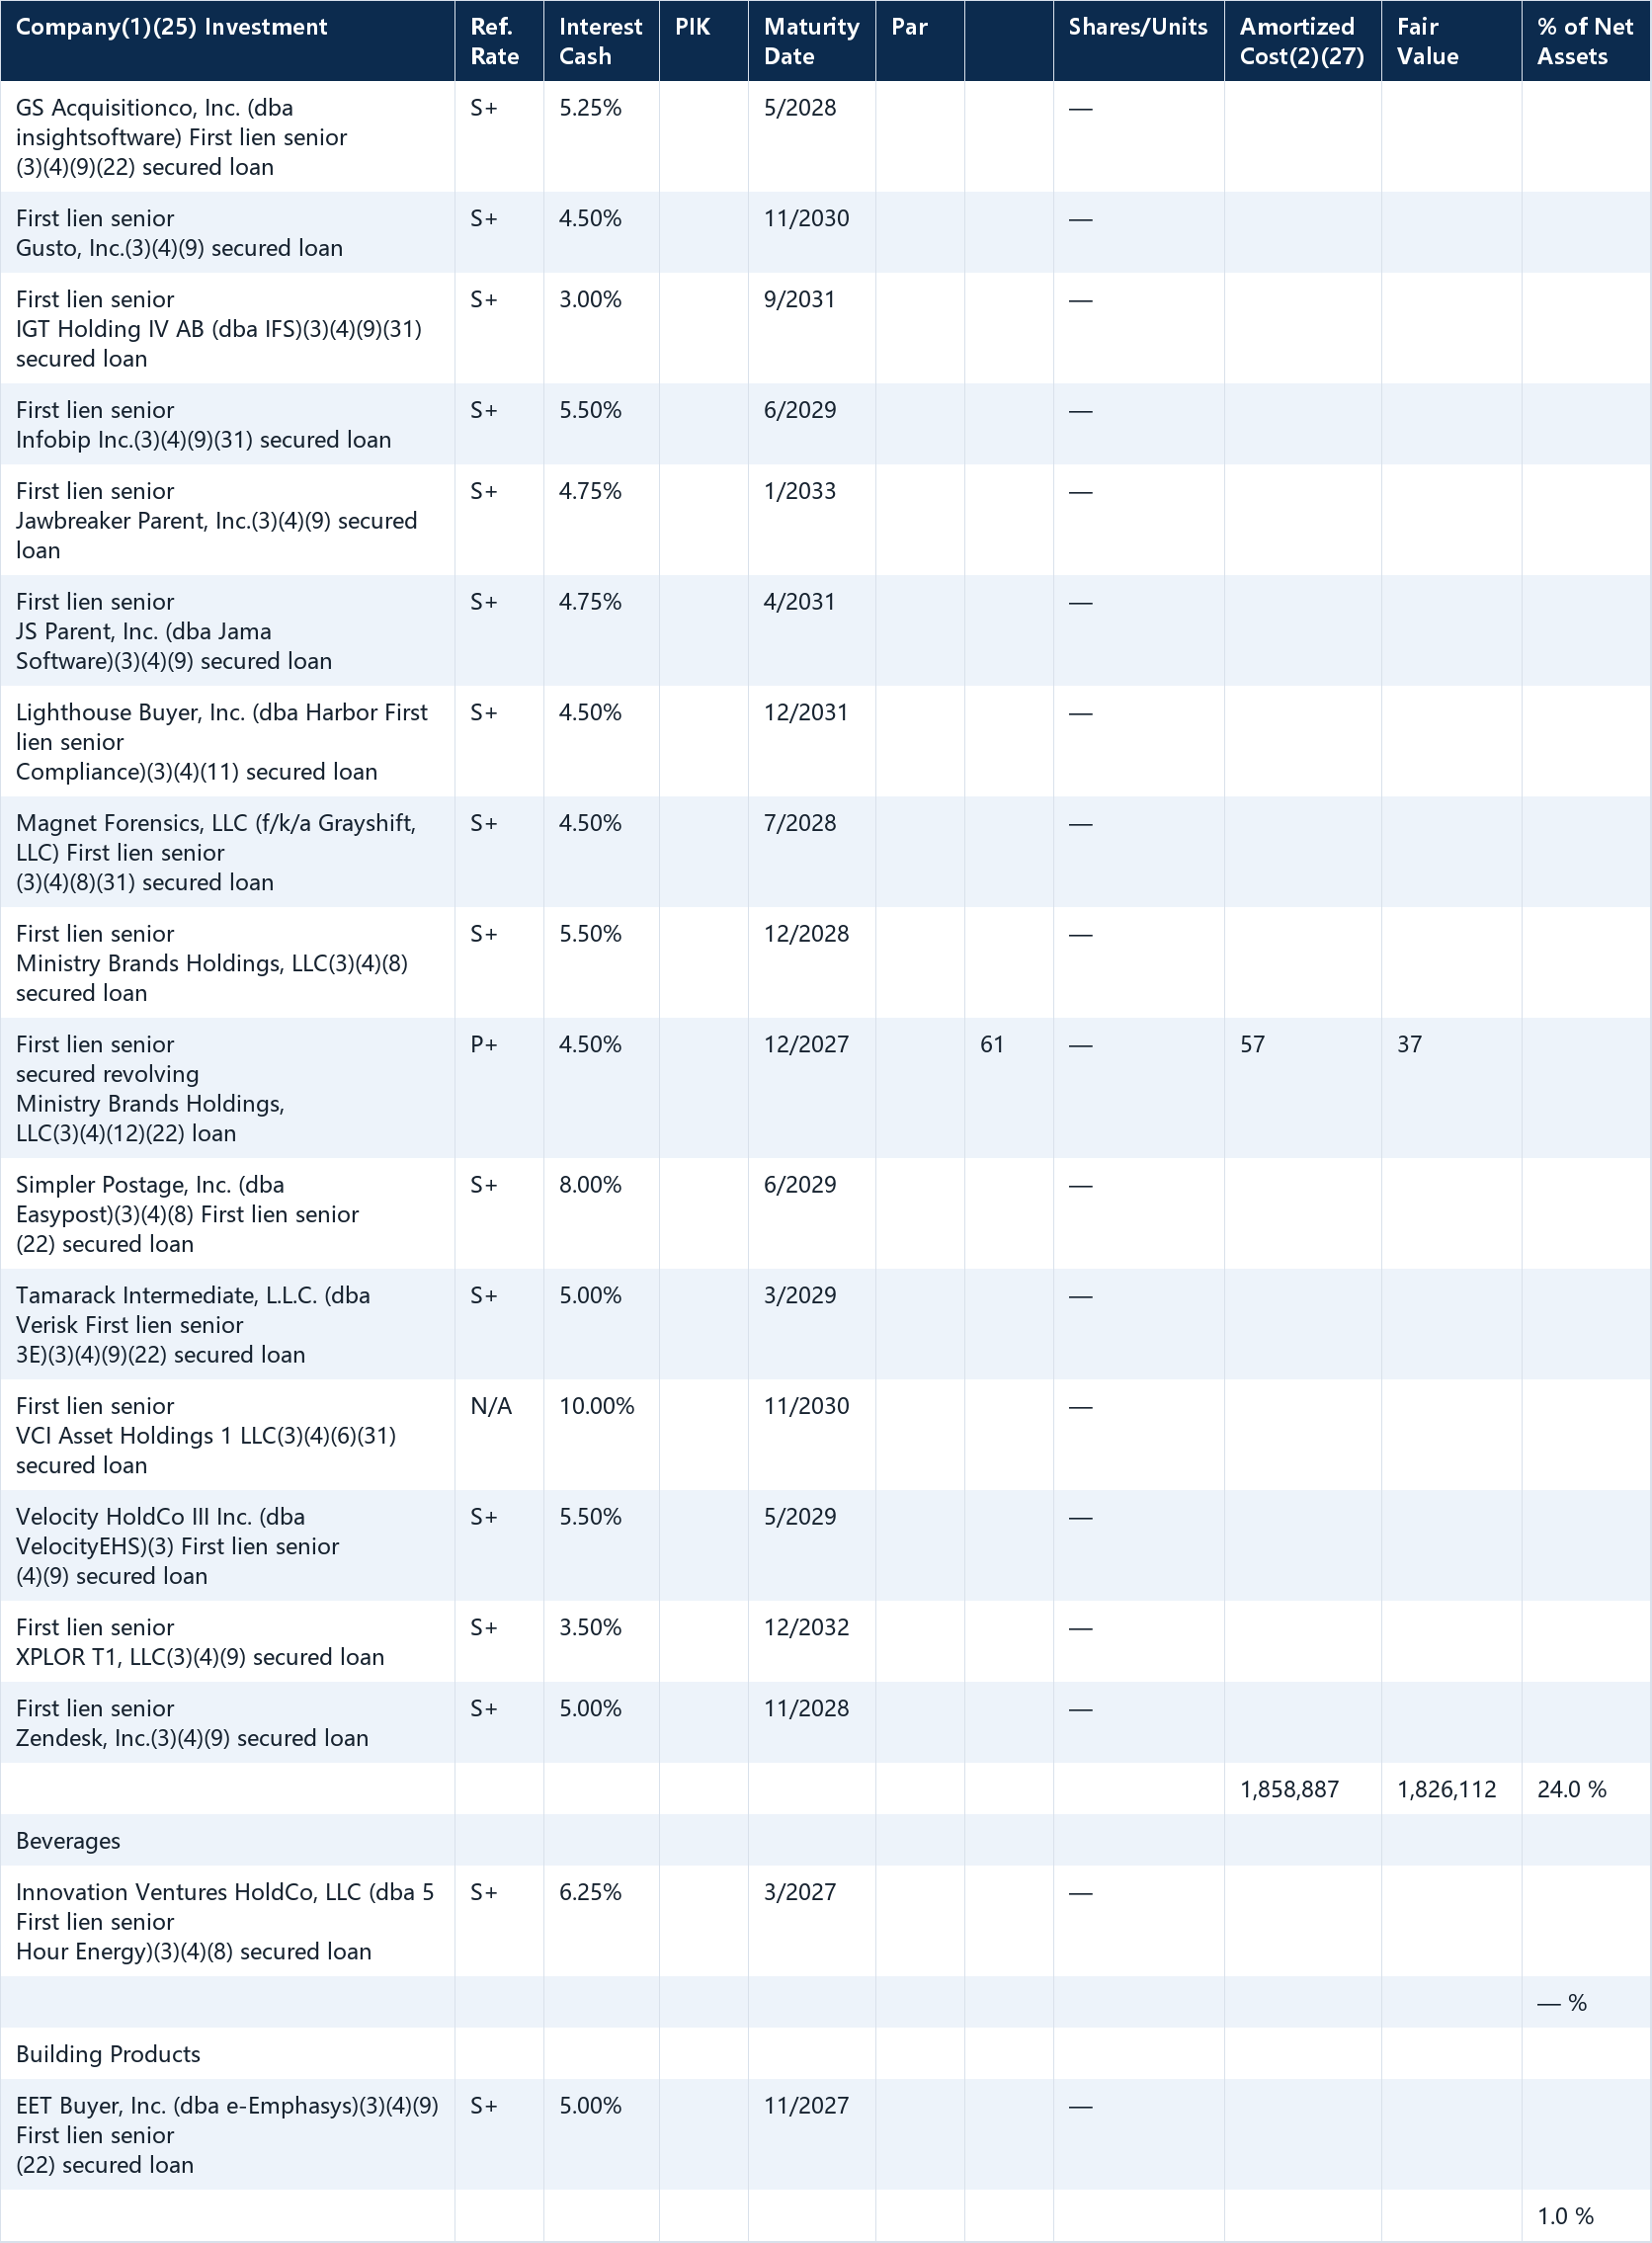 Company(1)(25) Investment Ref. Rate Interest Cash PIK Maturity Date Par Shares/Units Amortized Cost(2)(27) Fair Value % of Net Assets
GS Acquisitionco, Inc. (dba S+ 5.25% 5/2028 —
insightsoftware) First lien senior
(3)(4)(9)(22) secured loan
First lien senior S+ 4.50% 11/2030 —
Gusto, Inc.(3)(4)(9) secured loan
First lien senior S+ 3.00% 9/2031 —
IGT Holding IV AB (dba IFS)(3)(4)(9)(31)
secured loan
First lien senior S+ 5.50% 6/2029 —
Infobip Inc.(3)(4)(9)(31) secured loan
First lien senior S+ 4.75% 1/2033 —
Jawbreaker Parent, Inc.(3)(4)(9) secured
loan
First lien senior S+ 4.75% 4/2031 —
JS Parent, Inc. (dba Jama
Software)(3)(4)(9) secured loan
Lighthouse Buyer, Inc. (dba Harbor First S+ 4.50% 12/2031 —
lien senior
Compliance)(3)(4)(11) secured loan
Magnet Forensics, LLC (f/k/a Grayshift, S+ 4.50% 7/2028 —
LLC) First lien senior
(3)(4)(8)(31) secured loan
First lien senior S+ 5.50% 12/2028 —
Ministry Brands Holdings, LLC(3)(4)(8)
secured loan
First lien senior P+ 4.50% 12/2027 61 — 57 37
secured revolving
Ministry Brands Holdings,
LLC(3)(4)(12)(22) loan
Simpler Postage, Inc. (dba S+ 8.00% 6/2029 —
Easypost)(3)(4)(8) First lien senior
(22) secured loan
Tamarack Intermediate, L.L.C. (dba S+ 5.00% 3/2029 —
Verisk First lien senior
3E)(3)(4)(9)(22) secured loan
First lien senior N/A 10.00% 11/2030 —
VCI Asset Holdings 1 LLC(3)(4)(6)(31)
secured loan
Velocity HoldCo III Inc. (dba S+ 5.50% 5/2029 —
VelocityEHS)(3) First lien senior
(4)(9) secured loan
First lien senior S+ 3.50% 12/2032 —
XPLOR T1, LLC(3)(4)(9) secured loan
First lien senior S+ 5.00% 11/2028 —
Zendesk, Inc.(3)(4)(9) secured loan
1,858,887 1,826,112 24.0 %
Beverages
Innovation Ventures HoldCo, LLC (dba 5 S+ 6.25% 3/2027 —
First lien senior
Hour Energy)(3)(4)(8) secured loan
— %
Building Products
EET Buyer, Inc. (dba e-Emphasys)(3)(4)(9) S+ 5.00% 11/2027 —
First lien senior
(22) secured loan
1.0 %